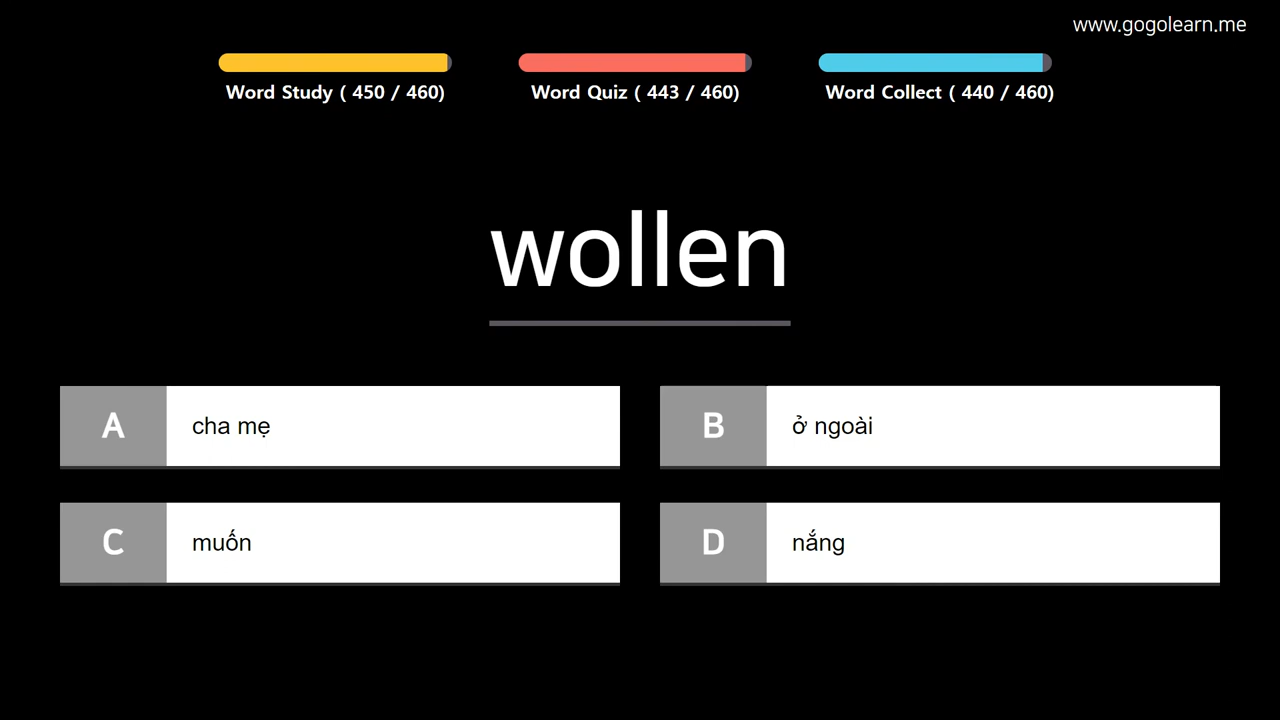 www.gogolearn.me
Word Study ( 450 / 460)
Word Quiz ( 443 / 460)
Word Collect ( 440 / 460)
wollen
A cha mẹ
B ở ngoài
C muốn
D nắng